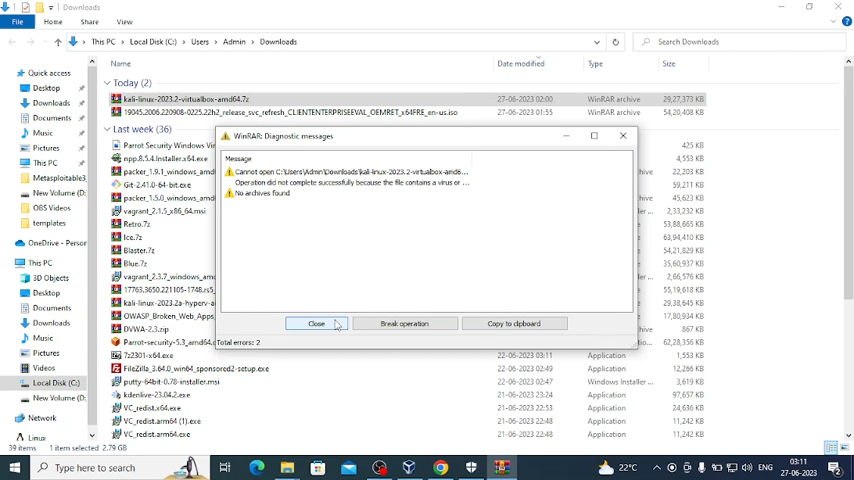 Downloads
File
Home
Share
View
This PC > Local Disk (C:) > Users > Admin > Downloads
Search Downloads
Name
Date modified
Type
Size
Quick access
Desktop
Downloads
Documents
Music
Pictures
This PC
Metasploitable3
New Volume (D:
OBS Videos
templates
OneDrive - Person
This PC
3D Objects
Desktop
Documents
Downloads
Music
Pictures
Videos
Local Disk (C:)
New Volume (D:
Network
Linux
Today (2)
kali-linux-2023.2-virtualbox-amd64.7z 27-06-2023 02:00 WinRAR archive 29,27,373 KB
19045.2006.220908-0225.22h2_release_svc_refresh_CLIENTENTERPRISEEVAL_OEMRET_x64FRE_en-us.iso 27-06-2023 01:55 WinRAR archive 54,20,408 KB
Last week (36)
Parrot Security Windows Vi 425 KB
npp.8.5.4.Installer.x64.exe 4,553 KB
packer_1.9.1_windows_amd 22,203 KB
Git-2.41.0-64-bit.exe 59,211 KB
packer_1.5.0_windows_amd 45,603 KB
vagrant_2.1.5_x86_64.msi 2,33,232 KB
Retro.7z 53,88,665 KB
Ice.7z 63,94,410 KB
Blaster.7z 54,21,829 KB
Blue.7z 35,60,937 KB
vagrant_2.3.7_windows_am 2,66,576 KB
17763.3650.221105-1748.rs5_ 55,19,618 KB
kali-linux-2023.2a-hyperv-a 29,38,645 KB
OWASP_Broken_Web_Apps_ 17,80,934 KB
DVWA-2.3.zip 867 KB
Parrot-security-5.3_amd64. 62,28,356 KB
7z2301-x64.exe 22-06-2023 03:11 Application 1,553 KB
FileZilla_3.64.0_win64_sponsored2-setup.exe 22-06-2023 02:49 Application 12,266 KB
putty-64bit-0.78-installer.msi 22-06-2023 02:48 Windows Installer ... 3,619 KB
kdenlive-23.04.2.exe 21-06-2023 23:24 Application 97,657 KB
VC_redist.x64.exe 21-06-2023 22:53 Application 24,636 KB
VC_redist.arm64 (1).exe 21-06-2023 22:48 Application 11,242 KB
VC_redist.arm64.exe 21-06-2023 22:48 Application 11,242 KB
WinRAR: Diagnostic messages
Message
Cannot open C:\Users\Admin\Downloads\kali-linux-2023.2-virtualbox-amd6...
Operation did not complete successfully because the file contains a virus or ...
No archives found
Close
Break operation
Copy to clipboard
Total errors: 2
39 items 1 item selected 2.79 GB
Type here to search
22°C
ENG
03:11
27-06-2023
2